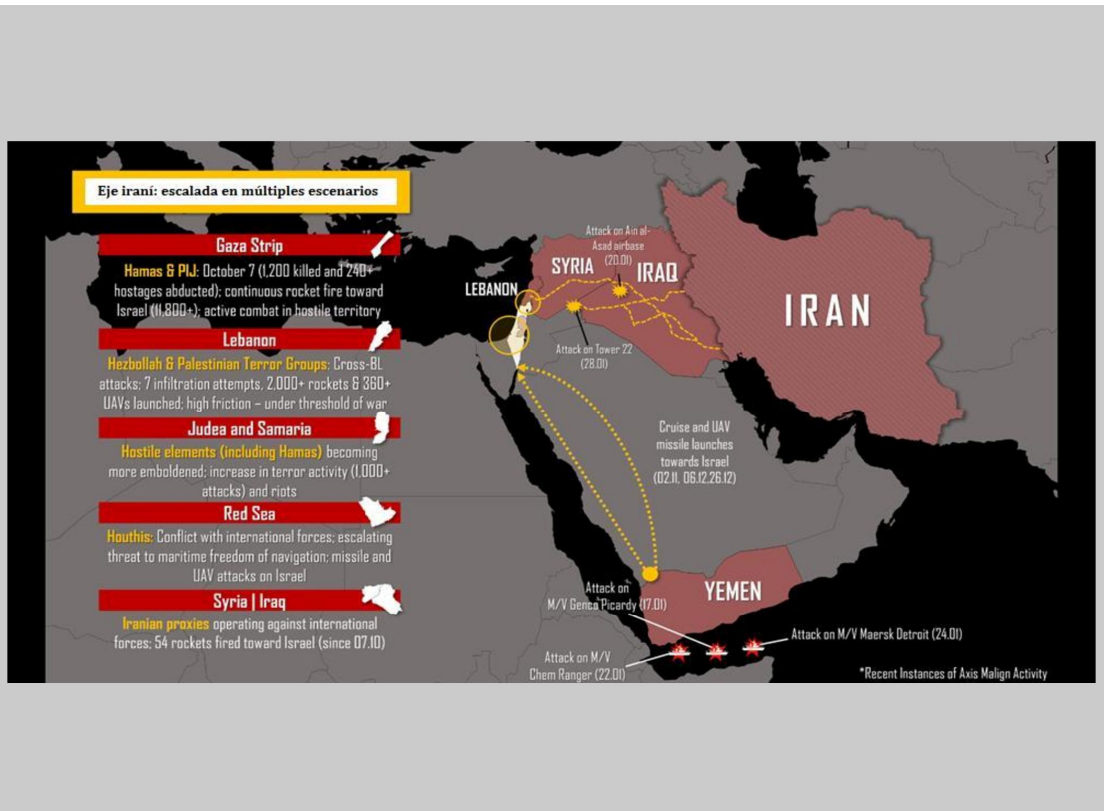 Eje iraní: escalada en múltiples escenarios
Gaza Strip
Hamas & PIJ: October 7 (1,200 killed and 240+
hostages abducted); continuous rocket fire toward
Israel (11,800+); active combat in hostile territory
Lebanon
Hezbollah & Palestinian Terror Groups: Cross-BL
attacks; 7 infiltration attempts, 2,000+ rockets & 360+
UAVs launched; high friction – under threshold of war
Judea and Samaria
Hostile elements (including Hamas) becoming
more emboldened; increase in terror activity (1,000+
attacks) and riots
Red Sea
Houthis: Conflict with international forces; escalating
threat to maritime freedom of navigation; missile and
UAV attacks on Israel
Syria | Iraq
Iranian proxies operating against international
forces; 54 rockets fired toward Israel (since 07.10)
Attack on Ain al-
Asad airbase
(20.01)
SYRIA
IRAQ
LEBANON
IRAN
Attack on Tower 22
(28.01)
Cruise and UAV
missile launches
towards Israel
(02.11, 06.12.26.12)
YEMEN
Attack on
M/V Genco Picardy (17.01)
Attack on M/V Maersk Detroit (24.01)
Attack on M/V
Chem Ranger (22.01)
*Recent Instances of Axis Malign Activity